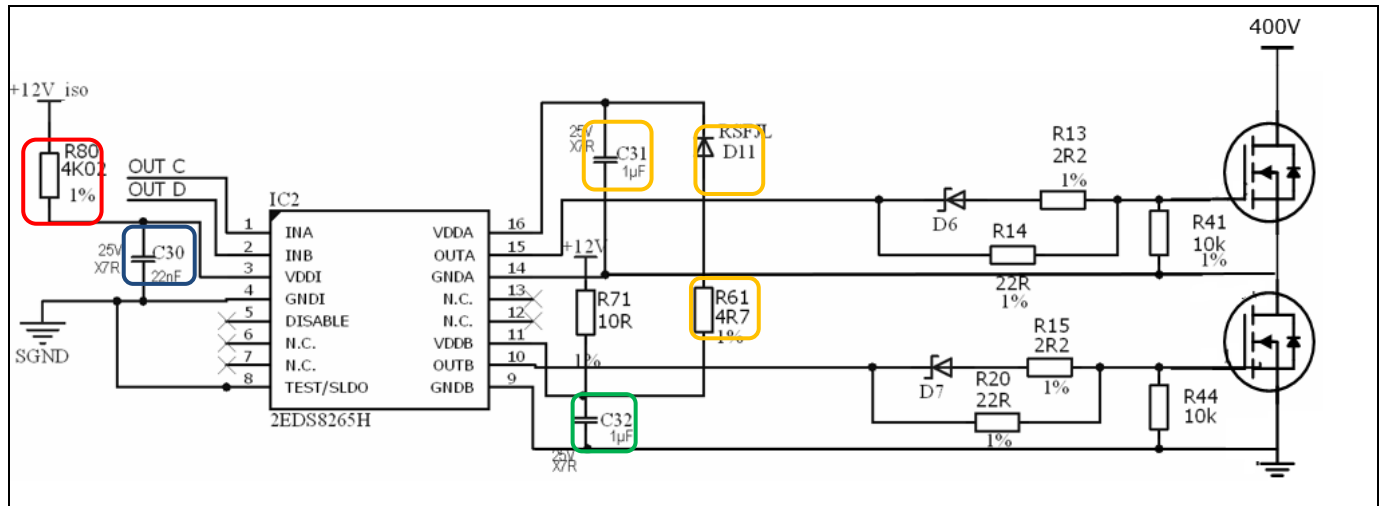 400V
+12V_iso
R80
4K02
1%
OUT C
OUT D
25V
X7R
C30
22nF
SGND
IC2
1 INA
2 INB
3 VDDI
4 GNDI
5 DISABLE
6 N.C.
7 N.C.
8 TEST/SLDO
VDDA 16
OUTA 15
GNDA 14
N.C. 13
N.C. 12
VDDB 11
OUTB 10
GNDB 9
2EDS8265H
25V
X7R
C31
1µF
RSFJL
D11
+12V
R71
10R
1%
R61
4R7
1%
C32
1µF
25V
X7R
D6
R13
2R2
1%
R14
22R
1%
R41
10k
1%
D7
R15
2R2
1%
R20
22R
1%
R44
10k